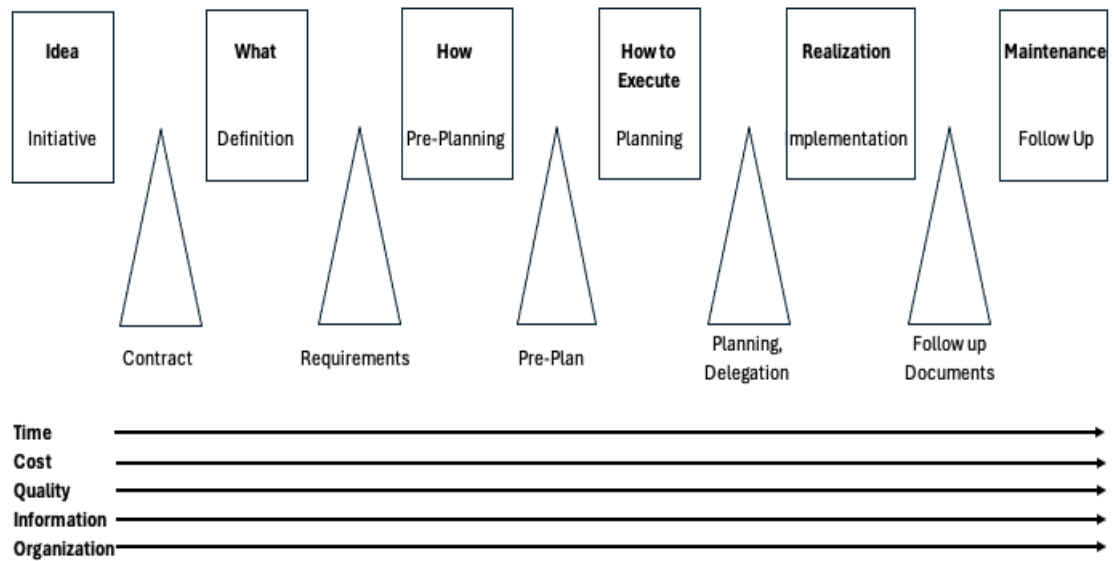 Idea
What
How
How to
Execute
Realization
Maintenance
Initiative
Definition
Pre-Planning
Planning
mplementation
Follow Up
Contract
Requirements
Pre-Plan
Planning,
Delegation
Follow up
Documents
Time
Cost
Quality
Information
Organization